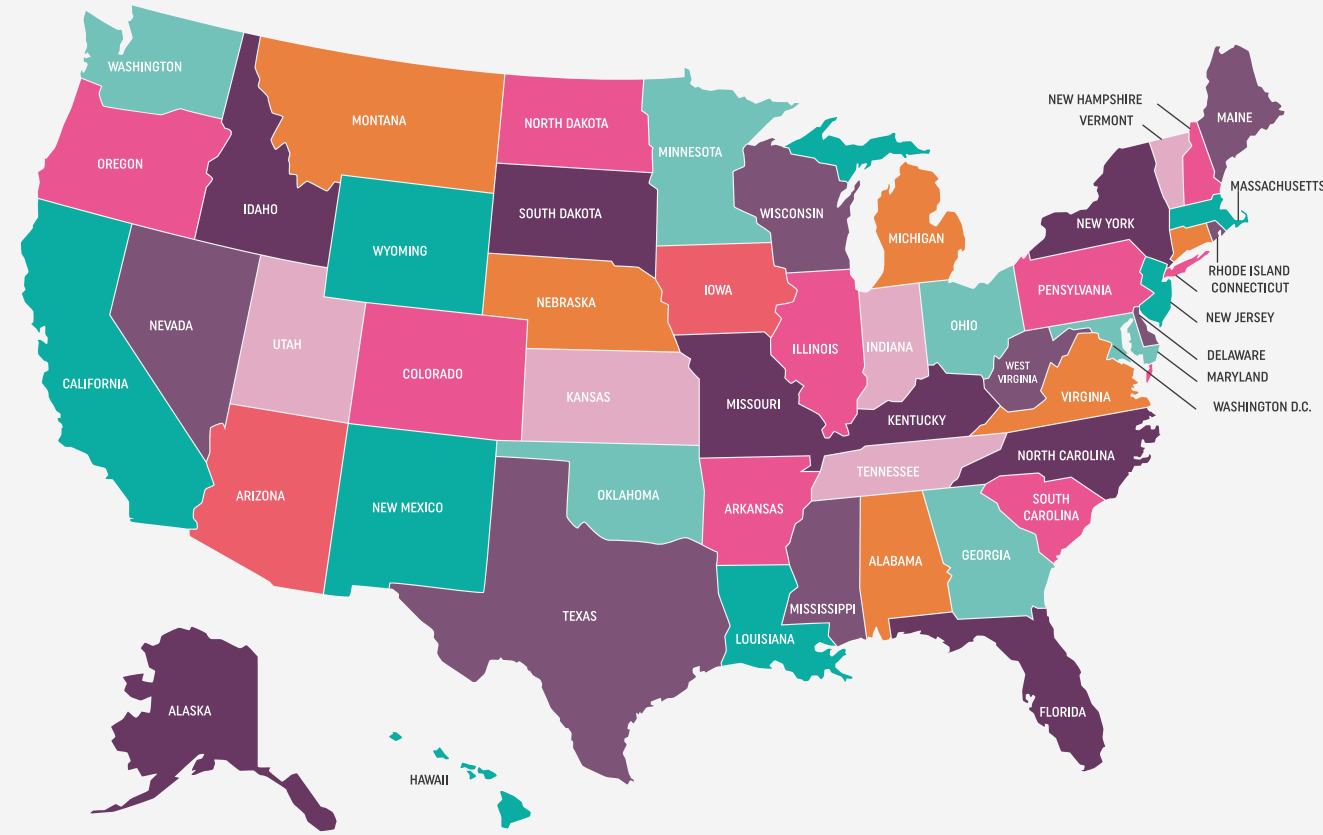 WASHINGTON
MONTANA
NORTH DAKOTA
MINNESOTA
NEW HAMPSHIRE
VERMONT
MAINE
OREGON
IDAHO
SOUTH DAKOTA
WISCONSIN
MICHIGAN
NEW YORK
MASSACHUSETTS
WYOMING
NEBRASKA
IOWA
PENSYLVANIA
RHODE ISLAND
CONNECTICUT
NEW JERSEY
NEVADA
UTAH
COLORADO
ILLINOIS
INDIANA
OHIO
DELAWARE
MARYLAND
WASHINGTON D.C.
CALIFORNIA
KANSAS
MISSOURI
WEST
VIRGINIA
VIRGINIA
KENTUCKY
ARIZONA
NEW MEXICO
OKLAHOMA
ARKANSAS
TENNESSEE
NORTH CAROLINA
SOUTH
CAROLINA
TEXAS
LOUISIANA
MISSISSIPPI
ALABAMA
GEORGIA
ALASKA
HAWAII
FLORIDA